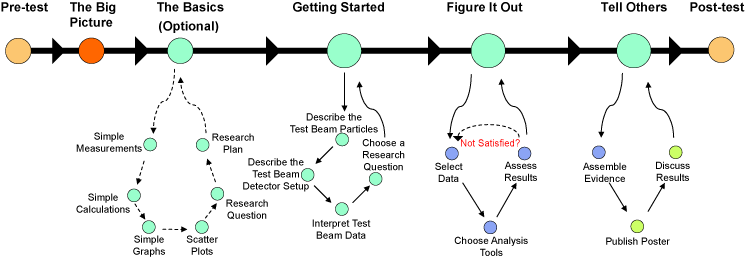 Pre-test
The Big
Picture
The Basics
(Optional)
Getting Started
Figure It Out
Tell Others
Post-test
Simple
Measurements
Research
Plan
Simple
Calculations
Research
Question
Simple
Graphs
Scatter
Plots
Describe the
Test Beam Particles
Choose a
Research
Question
Describe the
Test Beam
Detector Setup
Interpret Test
Beam Data
Not Satisfied?
Select
Data
Assess
Results
Choose Analysis
Tools
Assemble
Evidence
Discuss
Results
Publish Poster